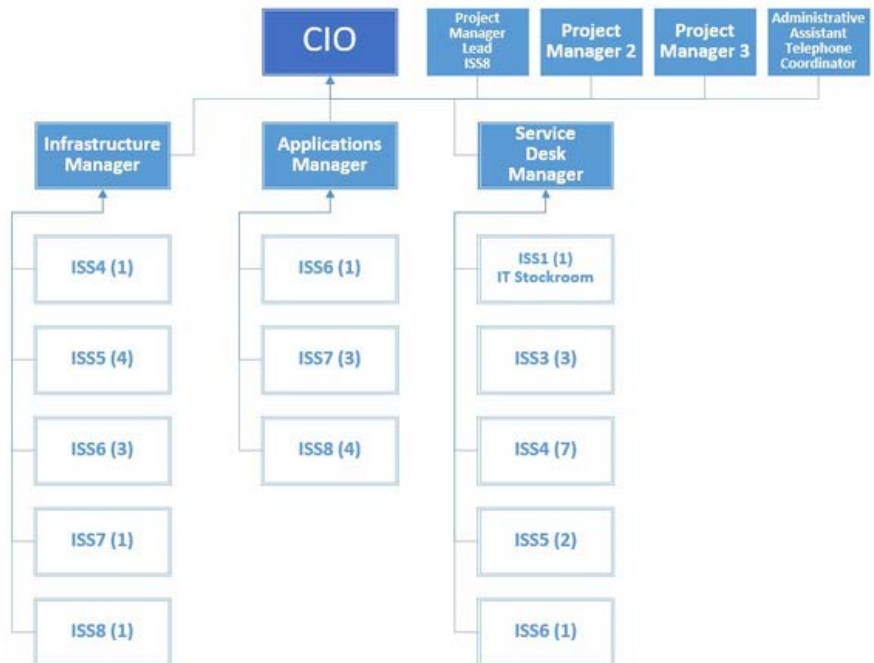 CIO
Project
Manager
Lead
ISS8
Project
Manager 2
Project
Manager 3
Administrative
Assistant
Telephone
Coordinator
Infrastructure
Manager
Applications
Manager
Service
Desk
Manager
ISS4 (1)
ISS6 (1)
ISS1 (1)
IT Stockroom
ISS5 (4)
ISS7 (3)
ISS3 (3)
ISS6 (3)
ISS8 (4)
ISS4 (7)
ISS7 (1)
ISS5 (2)
ISS8 (1)
ISS6 (1)